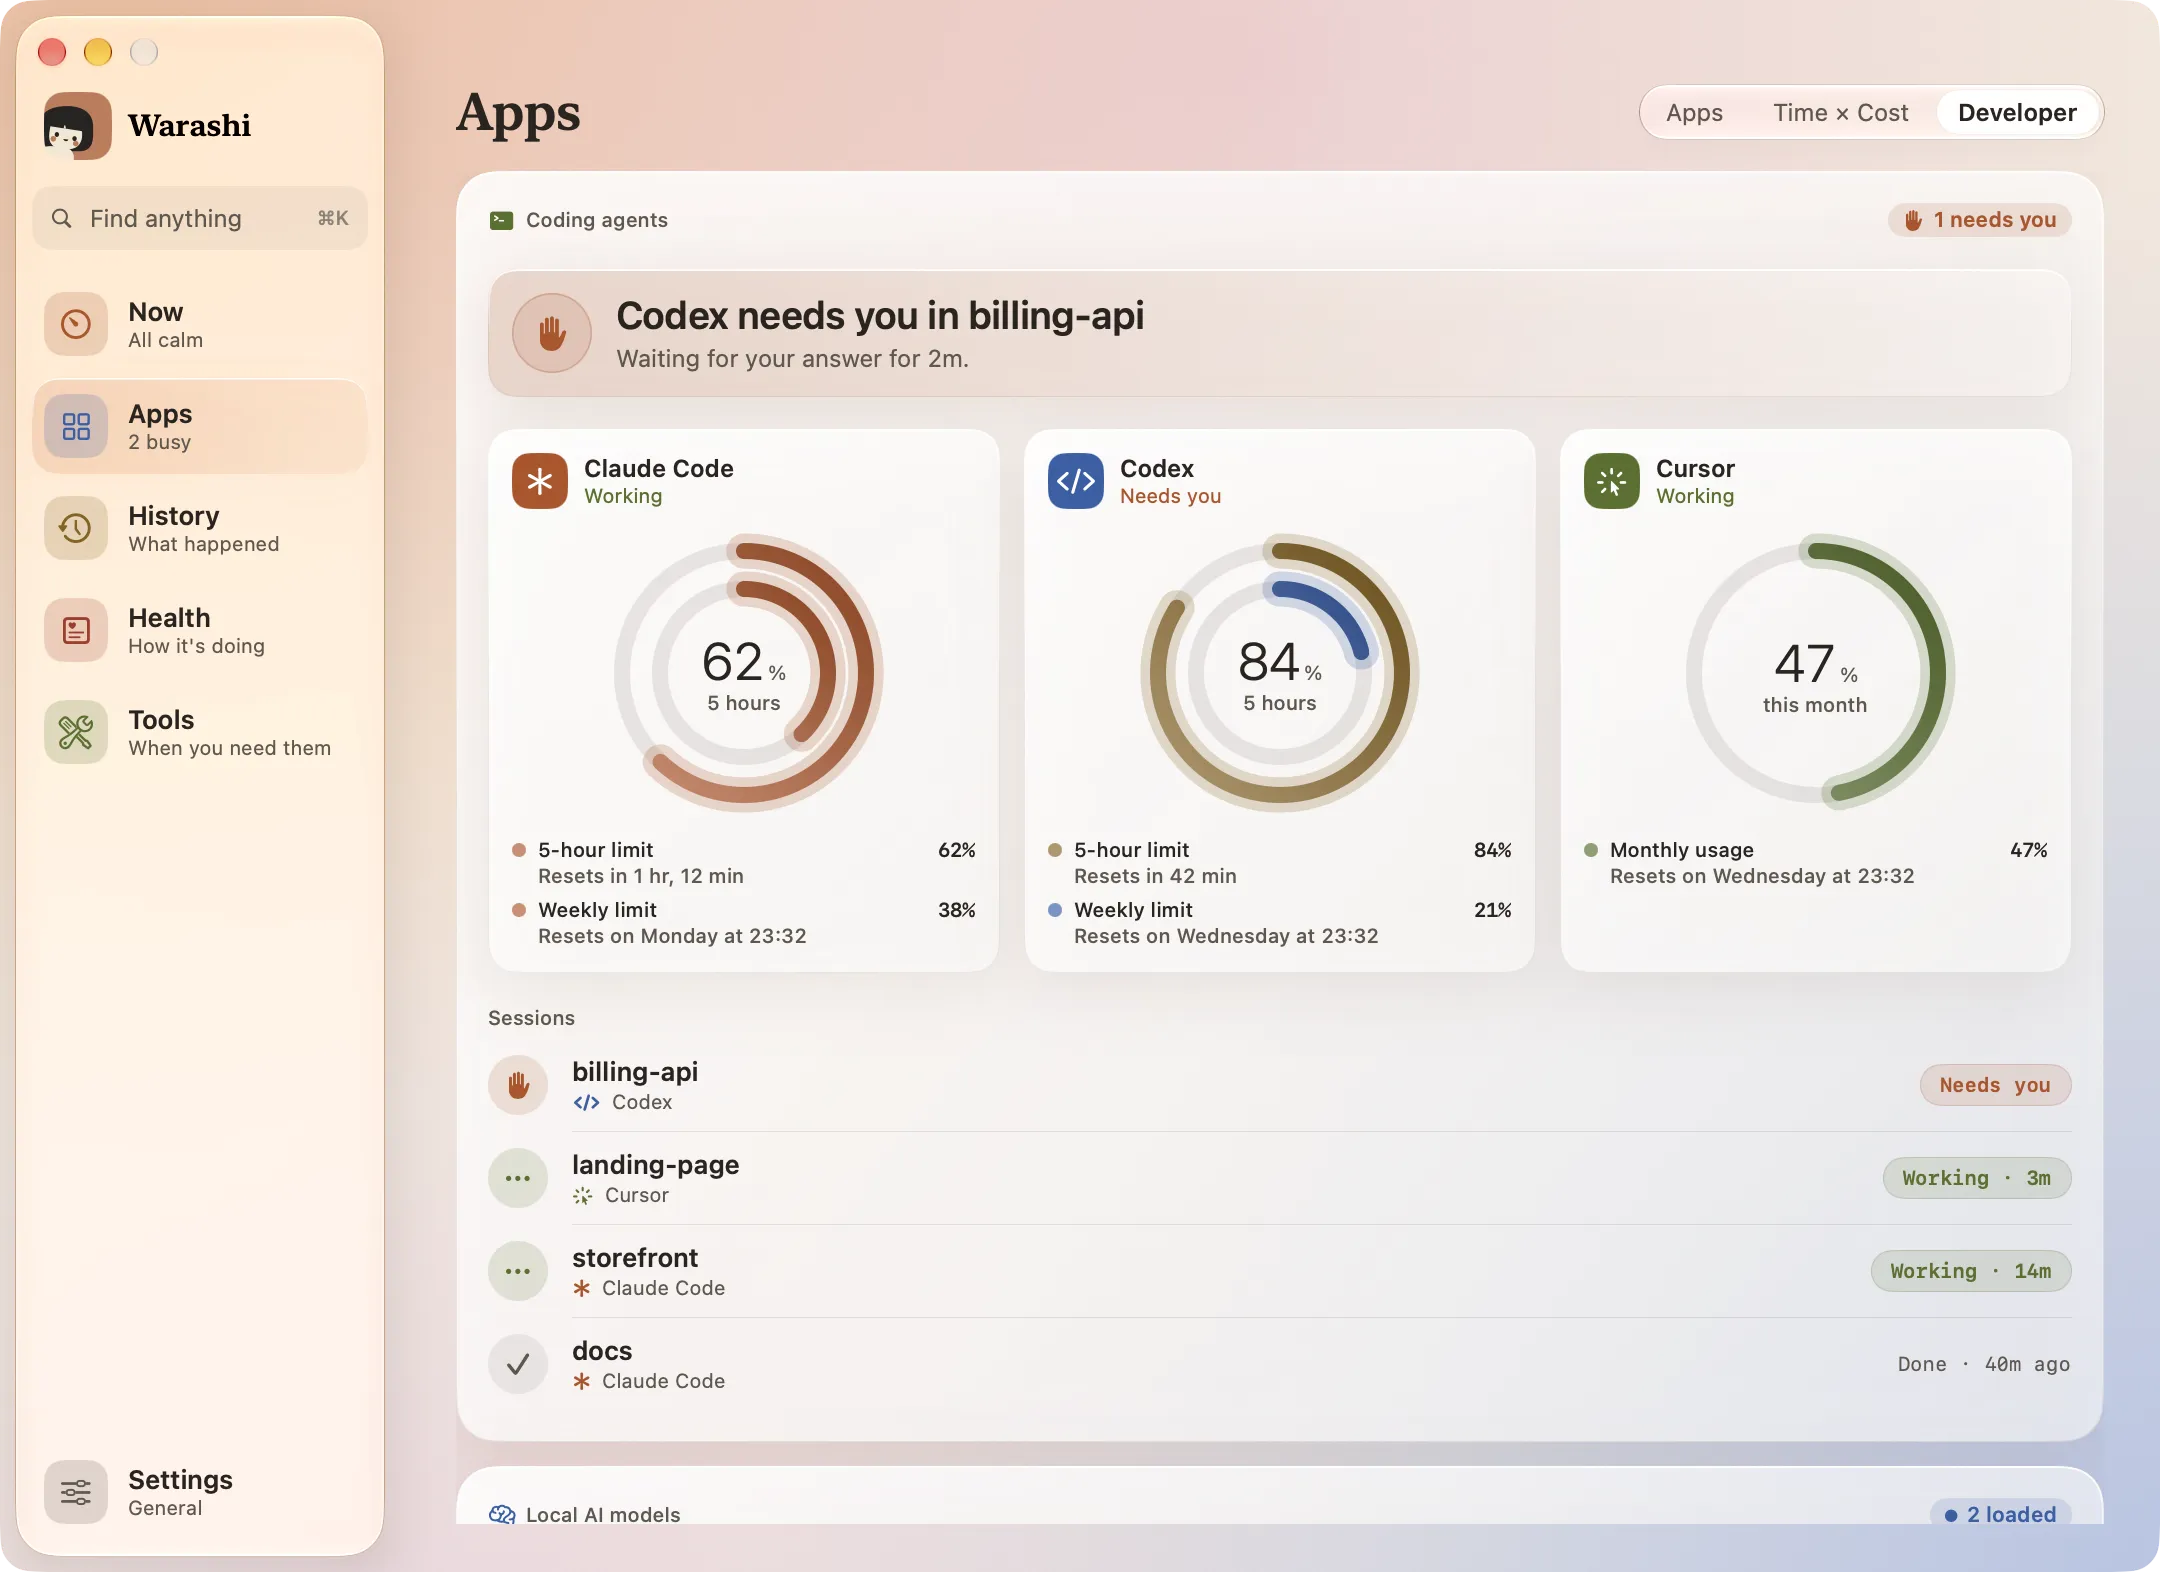 Warashi
Find anything ⌘K
Now
All calm
Apps
2 busy
History
What happened
Health
How it's doing
Tools
When you need them
Settings
General
Apps
Apps Time × Cost Developer
Coding agents
1 needs you
Codex needs you in billing-api
Waiting for your answer for 2m.
Claude Code
Working
62 %
5 hours
5-hour limit 62%
Resets in 1 hr, 12 min
Weekly limit 38%
Resets on Monday at 23:32
Codex
Needs you
84 %
5 hours
5-hour limit 84%
Resets in 42 min
Weekly limit 21%
Resets on Wednesday at 23:32
Cursor
Working
47 %
this month
Monthly usage 47%
Resets on Wednesday at 23:32
Sessions
billing-api
Codex
Needs you
landing-page
Cursor
Working · 3m
storefront
Claude Code
Working · 14m
docs
Claude Code
Done · 40m ago
Local AI models
2 loaded